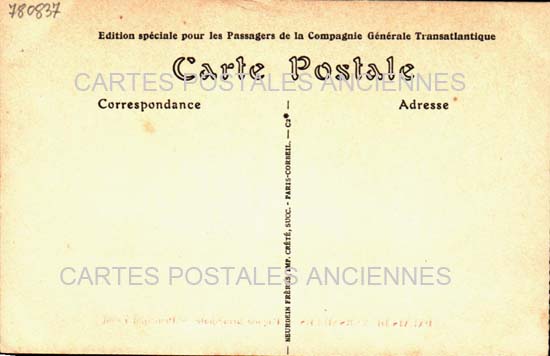 780837
Edition spéciale pour les Passagers de la Compagnie Générale Transatlantique
Carte Postale
CARTES POSTALES ANCIENNES
Correspondance
Adresse
NEURDEIN FRÈRES, IMP. CRÉTÉ, SUCC. - PARIS-CORBEIL. — C2
CARTES POSTALES ANCIENNES